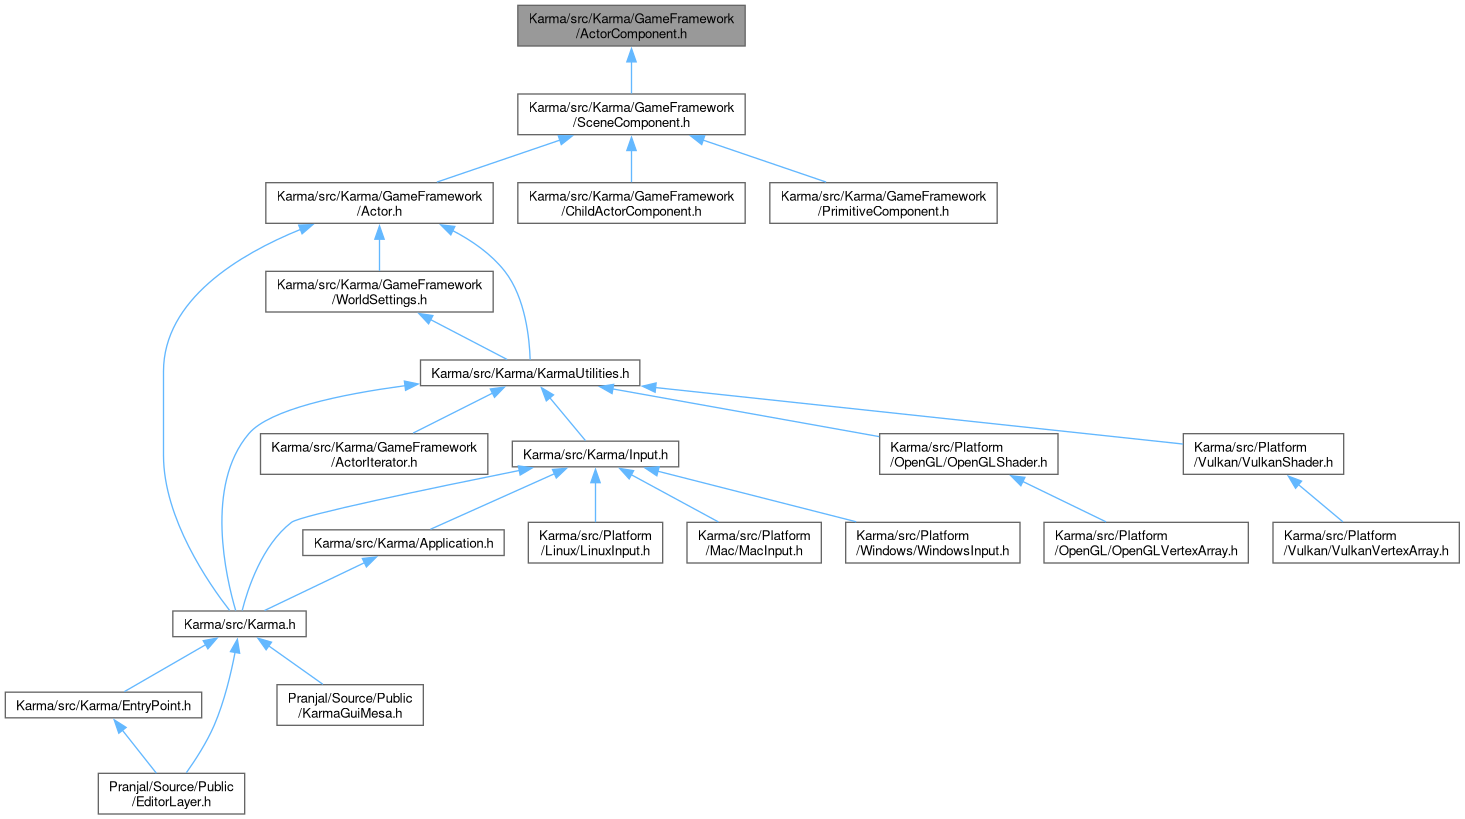 Karma/src/Karma/GameFramework
/ActorComponent.h
Karma/src/Karma/GameFramework
/SceneComponent.h
Karma/src/Karma/GameFramework
/Actor.h
Karma/src/Karma/GameFramework
/ChildActorComponent.h
Karma/src/Karma/GameFramework
/PrimitiveComponent.h
Karma/src/Karma/GameFramework
/WorldSettings.h
Karma/src/Karma/KarmaUtilities.h
Karma/src/Karma/GameFramework
/ActorIterator.h
Karma/src/Karma/Input.h
Karma/src/Platform
/OpenGL/OpenGLShader.h
Karma/src/Platform
/Vulkan/VulkanShader.h
Karma/src/Karma/Application.h
Karma/src/Platform
/Linux/LinuxInput.h
Karma/src/Platform
/Mac/MacInput.h
Karma/src/Platform
/Windows/WindowsInput.h
Karma/src/Platform
/OpenGL/OpenGLVertexArray.h
Karma/src/Platform
/Vulkan/VulkanVertexArray.h
Karma/src/Karma.h
Karma/src/Karma/EntryPoint.h
Pranjal/Source/Public
/KarmaGuiMesa.h
Pranjal/Source/Public
/EditorLayer.h